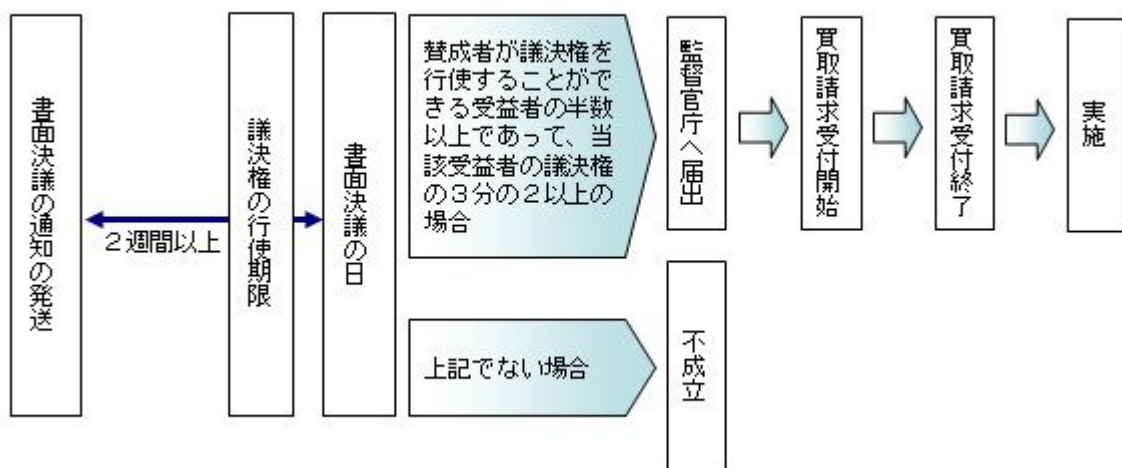 書面決議の通知の発送
２週間以上
議決権の行使期限
書面決議の日
賛成者が議決権を
行使することがで
きる受益者の半数
以上であって、当
該受益者の議決権
の３分の２以上の
場合
監督官庁へ届出
買取請求受付開始
買取請求受付終了
実施
上記でない場合
不成立